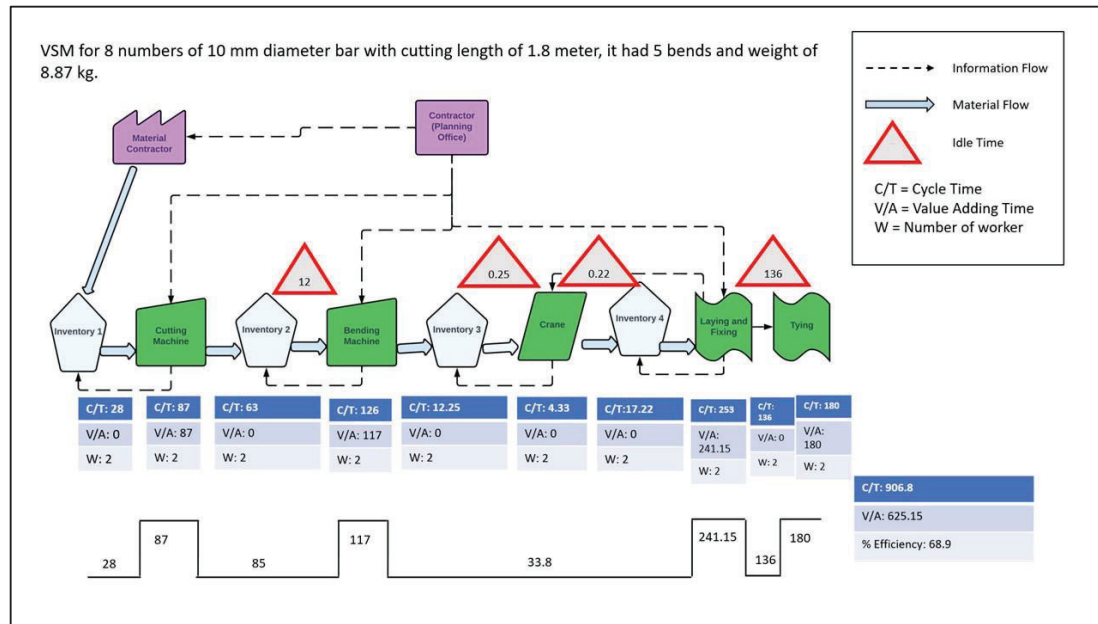 VSM for 8 numbers of 10 mm diameter bar with cutting length of 1.8 meter, it had 5 bends and weight of
8.87 kg.
Information Flow
Material Flow
Idle Time
C/T = Cycle Time
V/A = Value Adding Time
W = Number of worker
Material
Contractor
Contractor
(Planning
Office)
12
0.25
0.22
136
Inventory 1
Cutting
Machine
Inventory 2
Bending
Machine
Inventory 3
Crane
Inventory 4
Laying and
Fixing
Tying
C/T: 28
V/A: 0
W: 2
C/T: 87
V/A: 87
W: 2
C/T: 63
V/A: 0
W: 2
C/T: 126
V/A: 117
W: 2
C/T: 12.25
V/A: 0
W: 2
C/T: 4.33
V/A: 0
W: 2
C/T:17.22
V/A: 0
W: 2
C/T: 253
V/A:
241.15
W: 2
C/T:
136
V/A: 0
W: 2
C/T: 180
V/A:
180
W: 2
C/T: 906.8
V/A: 625.15
% Efficiency: 68.9
28
87
85
117
33.8
241.15
136
180